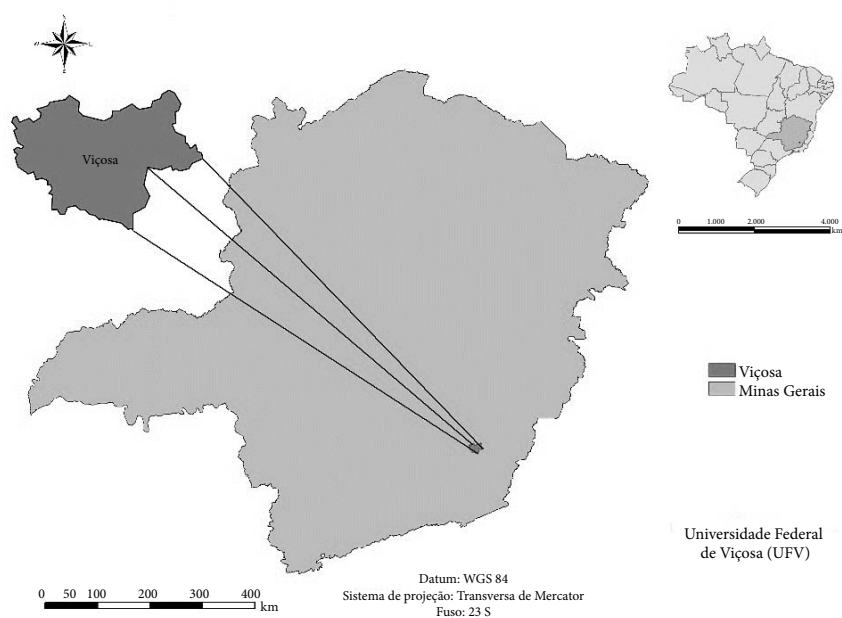 N
L
S
Viçosa
0 1.000 2.000 4.000
km
Viçosa
Minas Gerais
Universidade Federal
de Viçosa (UFV)
0 50 100 200 300 400
km
Datum: WGS 84
Sistema de projeção: Transversa de Mercator
Fuso: 23 S